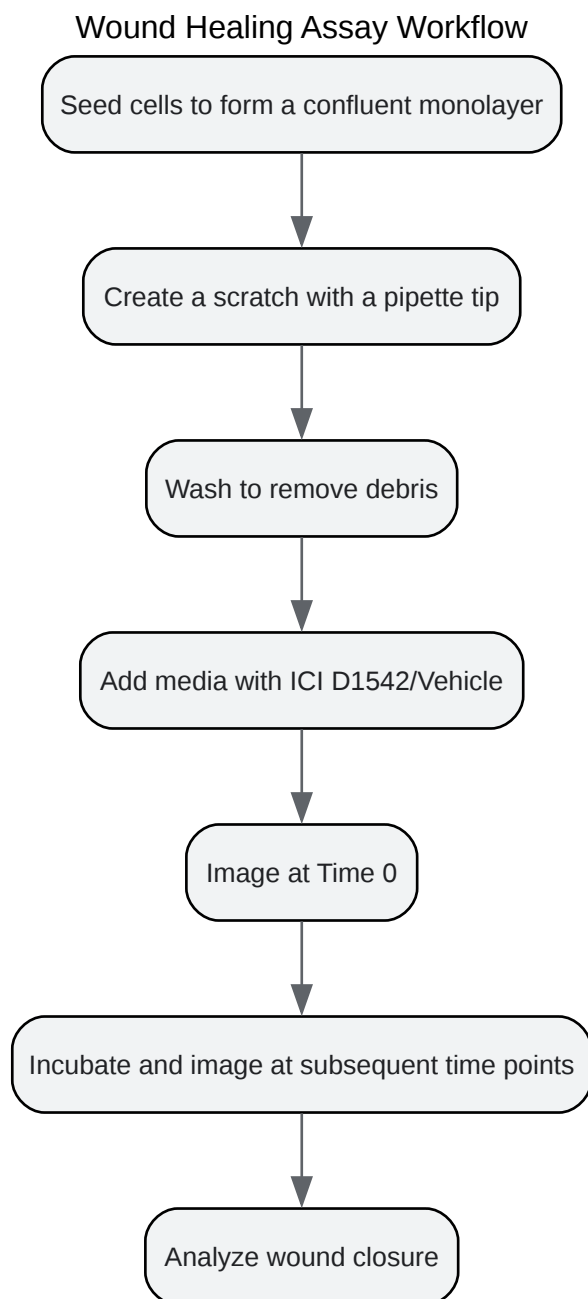 Wound Healing Assay Workflow
Seed cells to form a confluent monolayer
Create a scratch with a pipette tip
Wash to remove debris
Add media with ICI D1542/Vehicle
Image at Time 0
Incubate and image at subsequent time points
Analyze wound closure